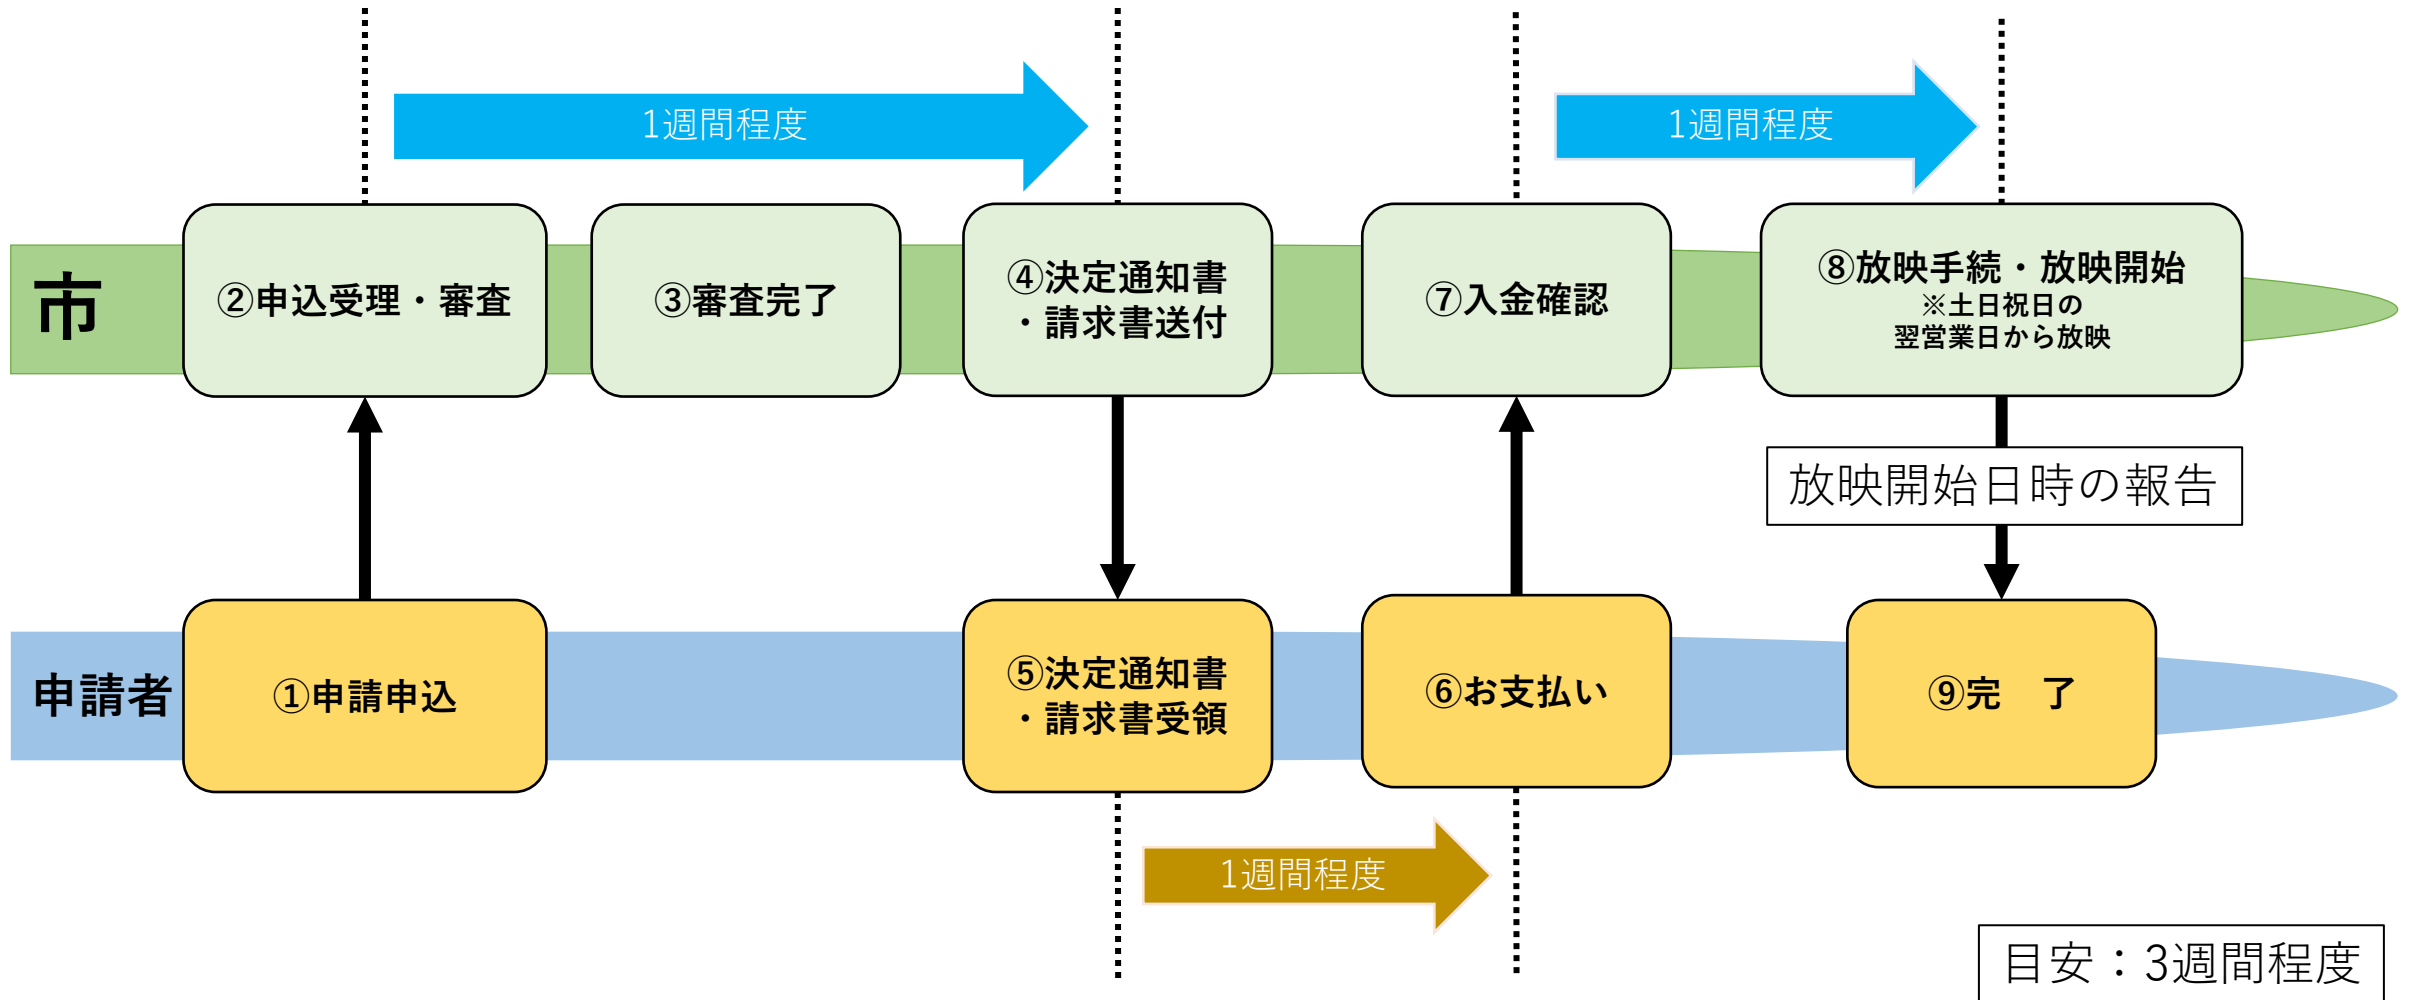 1週間程度
1週間程度
市
②申込受理・審査
③審査完了
④決定通知書
・請求書送付
⑦入金確認
⑧放映手続・放映開始
※土日祝日の
翌営業日から放映
放映開始日時の報告
申請者
①申請申込
⑤決定通知書
・請求書受領
⑥お支払い
⑨完　了
1週間程度
目安：3週間程度